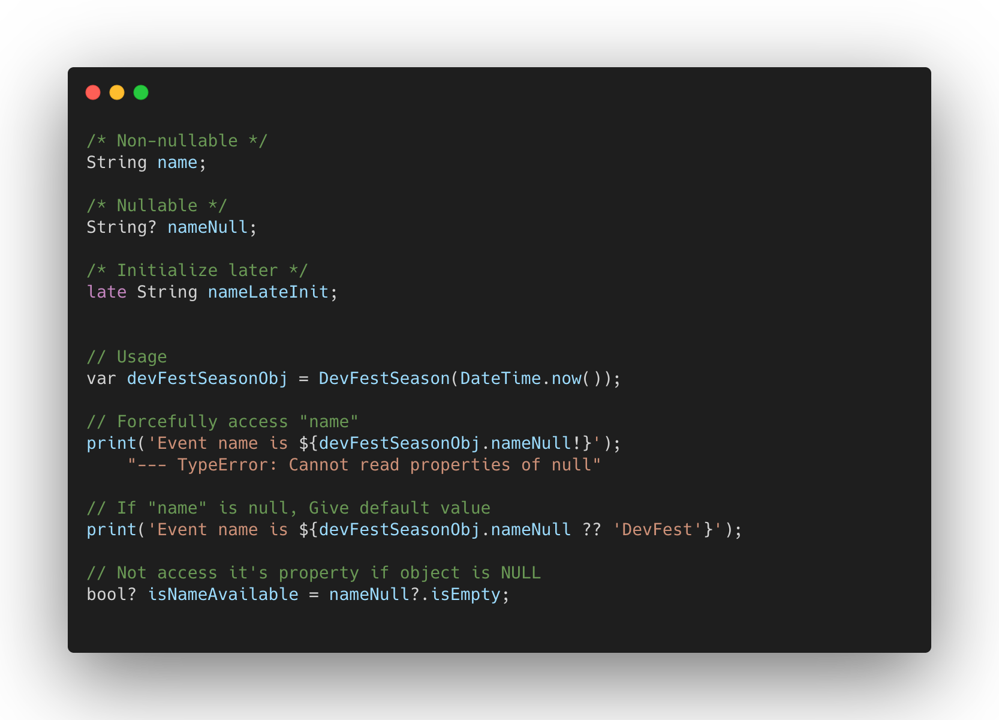 /* Non-nullable */
String name;
/* Nullable */
String? nameNull;
/* Initialize later */
late String nameLateInit;
// Usage
var devFestSeasonObj = DevFestSeason(DateTime.now());
// Forcefully access "name"
print('Event name is ${devFestSeasonObj.nameNull!}');
"--- TypeError: Cannot read properties of null"
// If "name" is null, Give default value
print('Event name is ${devFestSeasonObj.nameNull ?? 'DevFest'}');
// Not access it's property if object is NULL
bool? isNameAvailable = nameNull?.isEmpty;